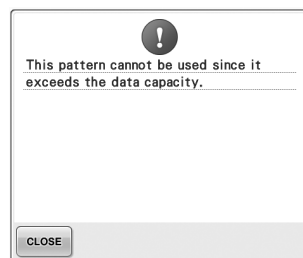 This pattern cannot be used since it
exceeds the data capacity.
CLOSE